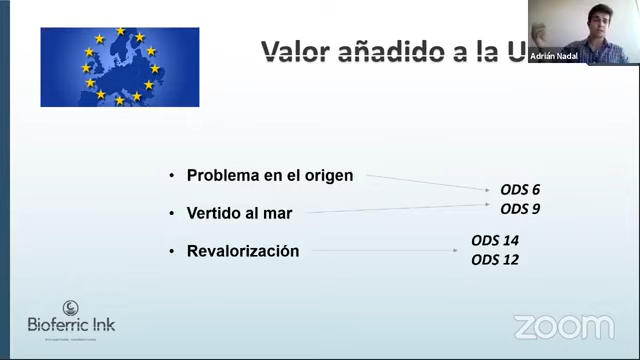 Valor añadido a la U
Adrián Nadal
• Problema en el origen
ODS 6
ODS 9
• Vertido al mar
• Revalorización
ODS 14
ODS 12
Bioferric Ink
zoom